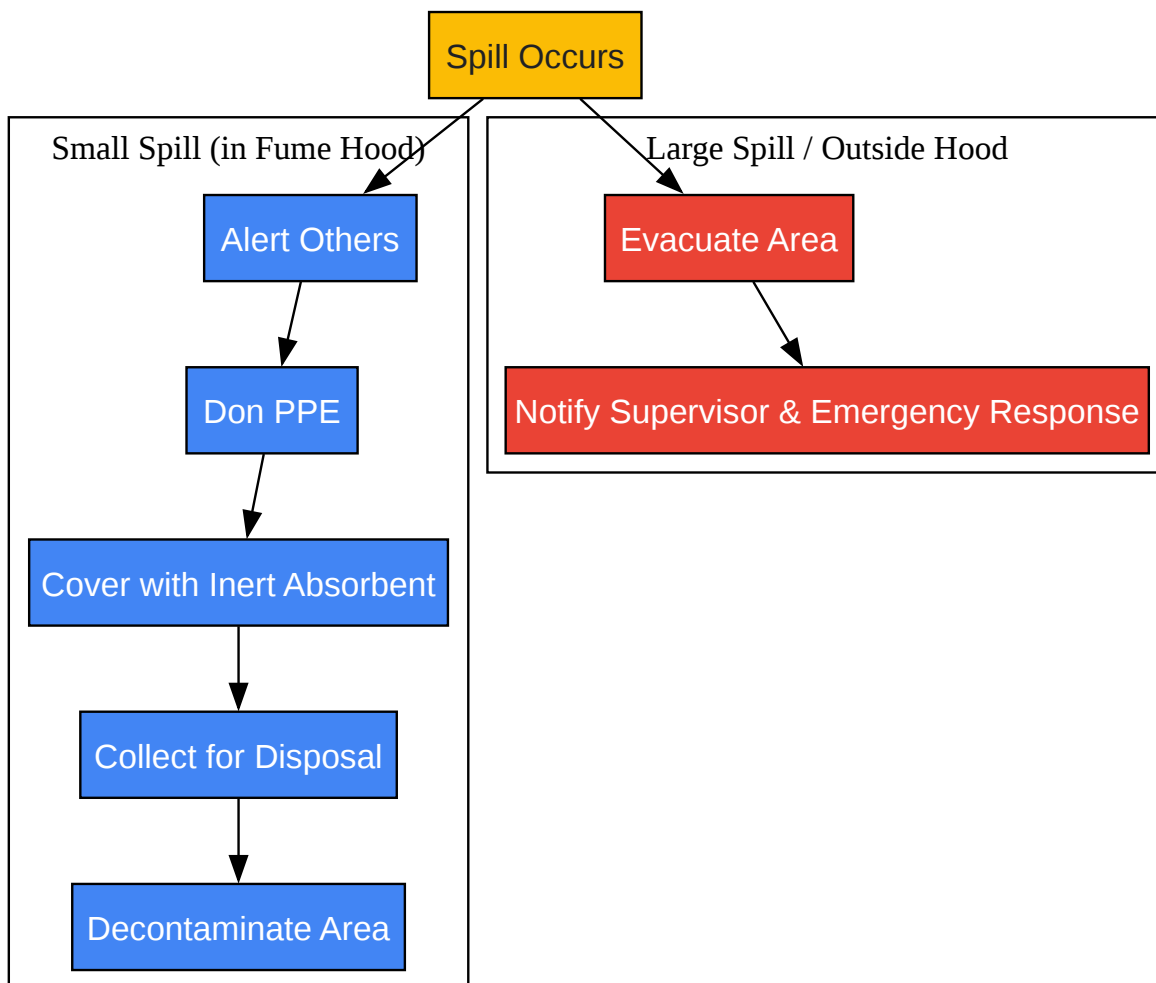 Spill Occurs
Small Spill (in Fume Hood)
Alert Others
Don PPE
Cover with Inert Absorbent
Collect for Disposal
Decontaminate Area
Large Spill / Outside Hood
Evacuate Area
Notify Supervisor & Emergency Response